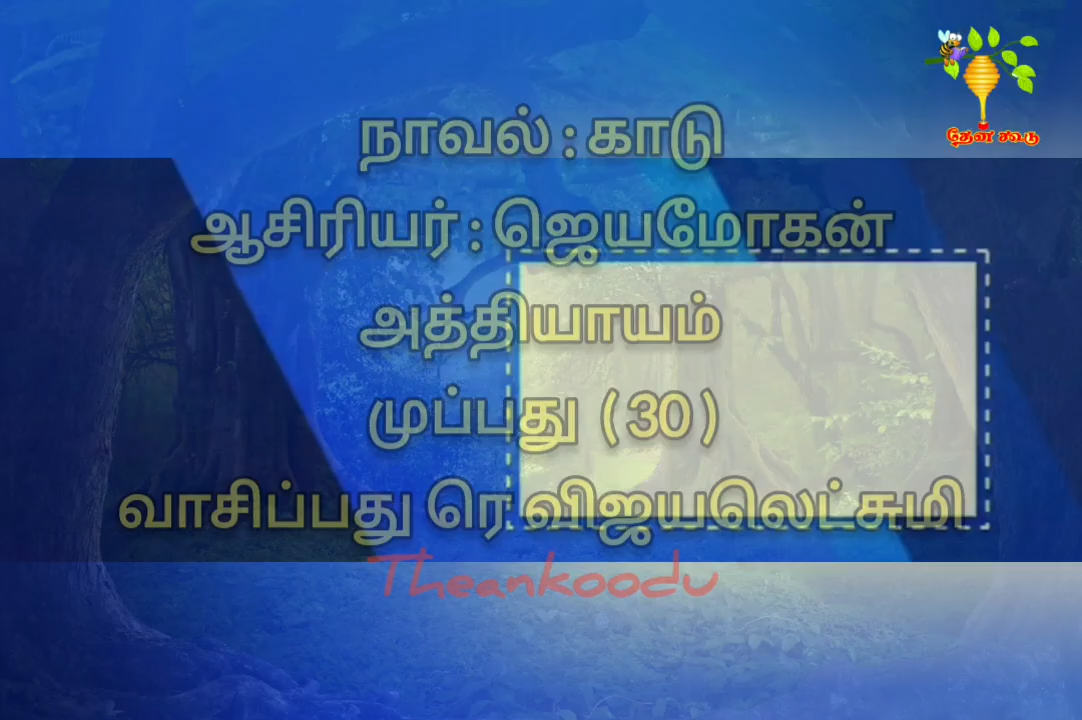 தேன் கூடு
நாவல் : காடு
ஆசிரியர் : ஜெயமோகன்
அத்தியாயம்
முப்பது (30)
வாசிப்பது ரெ விஜயலெட்சுமி
Theankoodu